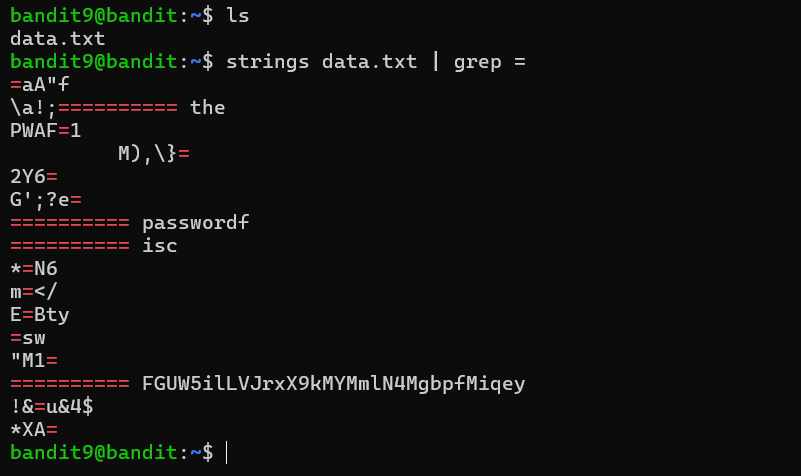 bandit9@bandit:~$ ls
data.txt
bandit9@bandit:~$ strings data.txt | grep =
=aA"f
\a!;========== the
PWAF=1
         M),\}=
2Y6=
G';?e=
========== passwordf
========== isc
*=N6
m=</
E=Bty
=sw
"M1=
========== FGUW5ilLVJrxX9kMYMmlN4MgbpfMiqey
!&=u&4$
*XA=
bandit9@bandit:~$